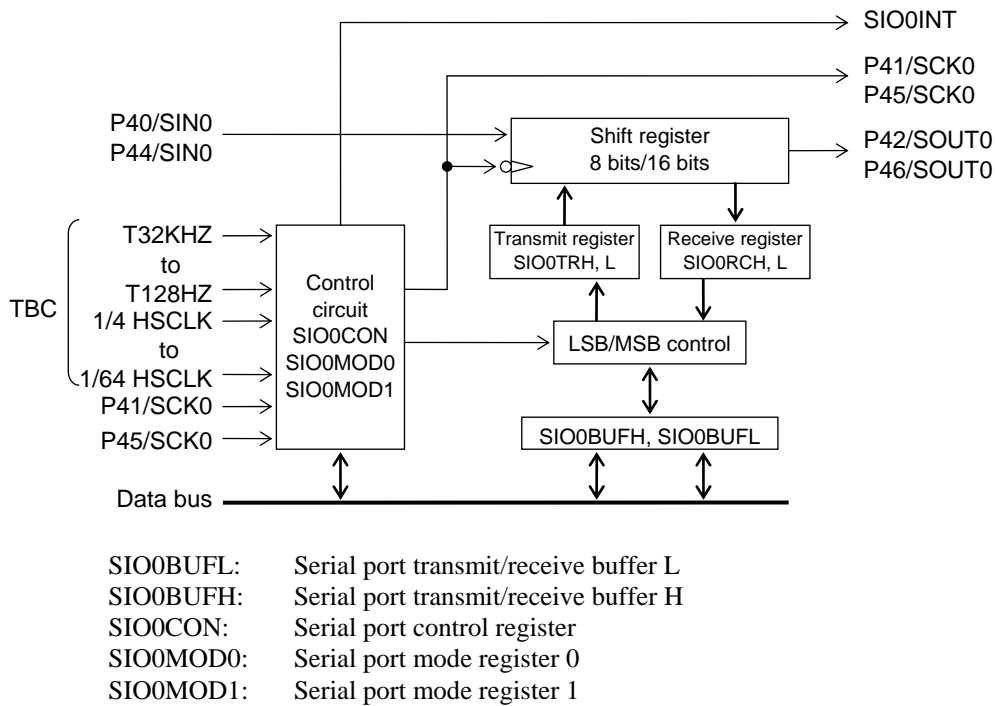 SIO0INT
P41/SCK0
P45/SCK0
P40/SIN0
P44/SIN0
Shift register
8 bits/16 bits
P42/SOUT0
P46/SOUT0
TBC
T32KHZ
to
T128HZ
1/4 HSCLK
to
1/64 HSCLK
P41/SCK0
P45/SCK0
Control
circuit
SIO0CON
SIO0MOD0
SIO0MOD1
Transmit register
SIO0TRH, L
Receive register
SIO0RCH, L
LSB/MSB control
SIO0BUFH, SIO0BUFL
Data bus
SIO0BUFL: Serial port transmit/receive buffer L
SIO0BUFH: Serial port transmit/receive buffer H
SIO0CON: Serial port control register
SIO0MOD0: Serial port mode register 0
SIO0MOD1: Serial port mode register 1